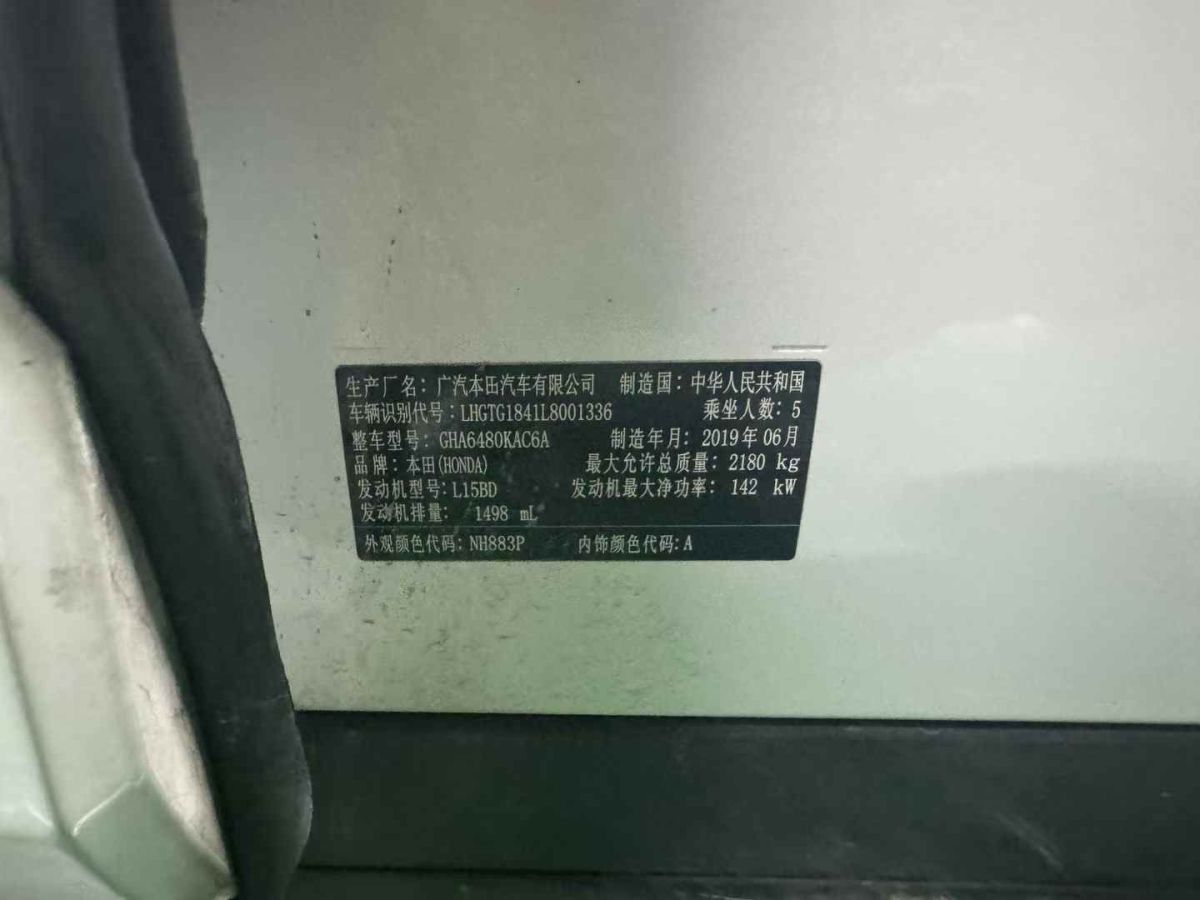 生产厂名：广汽本田汽车有限公司 制造国：中华人民共和国
车辆识别代号：LHGTG1841L8001336 乘坐人数：5
整车型号：GHA6480KAC6A 制造年月：2019年06月
品牌：本田(HONDA) 最大允许总质量：2180 kg
发动机型号：L15BD 发动机最大净功率：142 kW
发动机排量：1498 mL
外观颜色代码：NH883P 内饰颜色代码：A